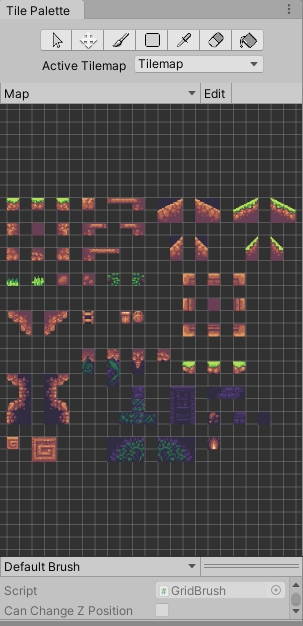 Tile Palette
Active Tilemap Tilemap
Map Edit
Default Brush
Script GridBrush
Can Change Z Position